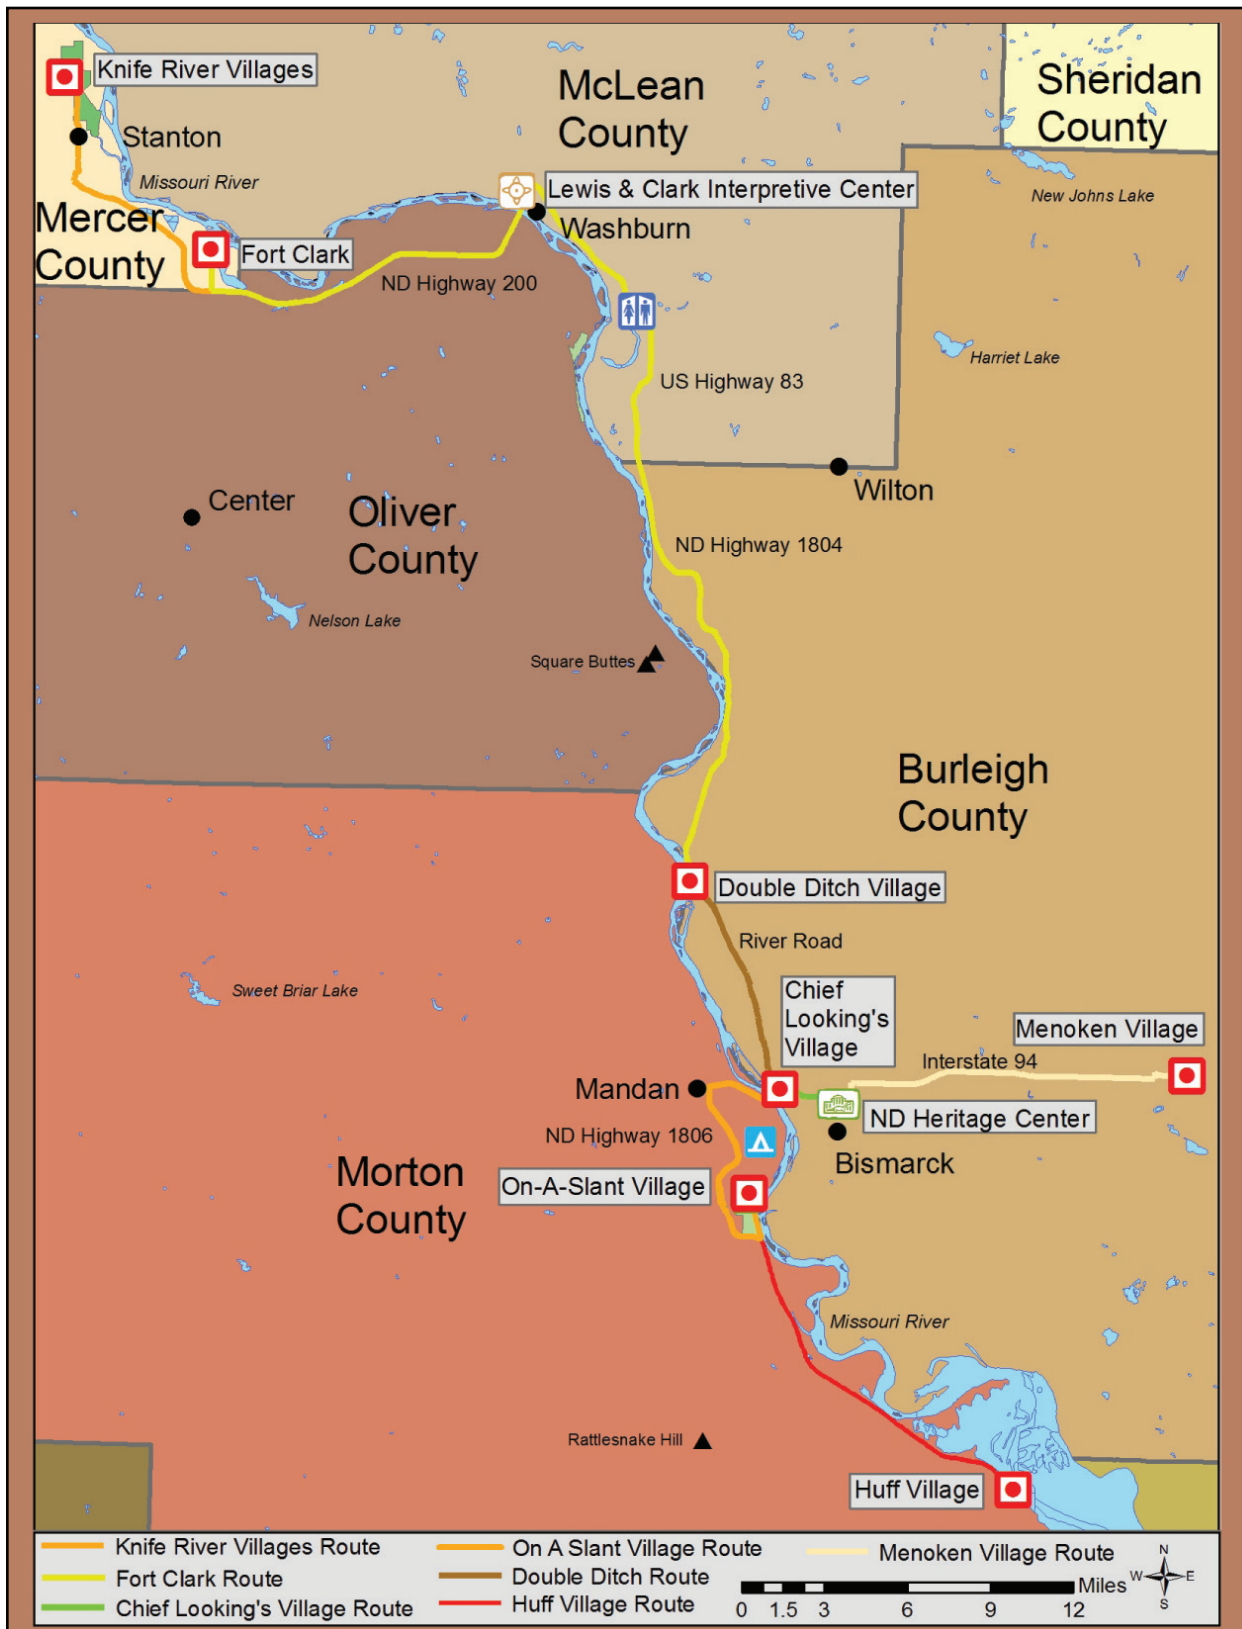 Knife River Villages
McLean
County
Sheridan
County
Stanton
Missouri River
Lewis & Clark Interpretive Center
New Johns Lake
Mercer
County
Washburn
Fort Clark
ND Highway 200
Harriet Lake
US Highway 83
Wilton
Center
Oliver
County
ND Highway 1804
Nelson Lake
Square Buttes
Burleigh
County
Double Ditch Village
River Road
Sweet Briar Lake
Chief
Looking's
Village
Menoken Village
Interstate 94
Mandan
ND Heritage Center
ND Highway 1806
Bismarck
Morton
County
On-A-Slant Village
Missouri River
Rattlesnake Hill
Huff Village
Knife River Villages Route
On A Slant Village Route
Menoken Village Route
Fort Clark Route
Double Ditch Route
Chief Looking's Village Route
Huff Village Route
Miles
0 1.5 3 6 9 12
N
W E
S